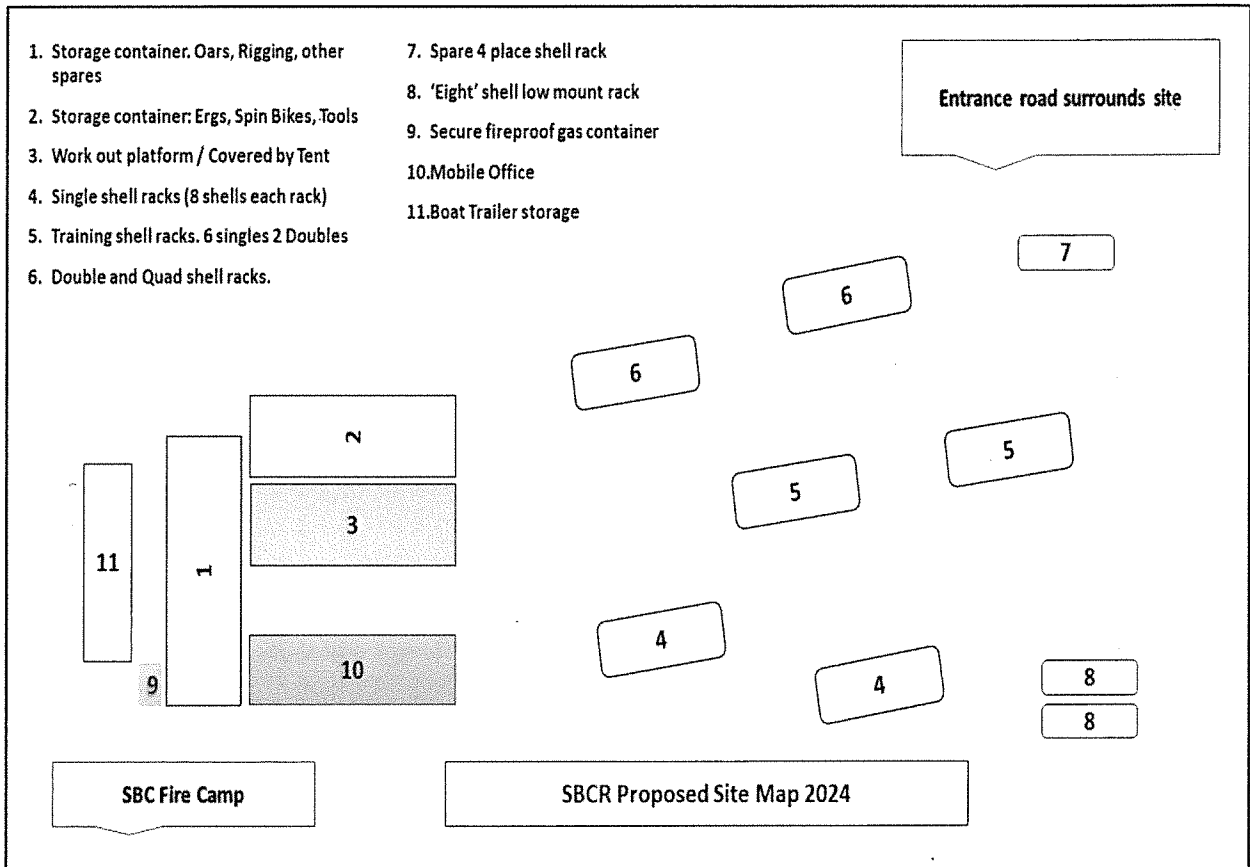 1. Storage container. Oars, Rigging, other
spares
2. Storage container: Ergs, Spin Bikes, Tools
3. Work out platform / Covered by Tent
4. Single shell racks (8 shells each rack)
5. Training shell racks. 6 singles 2 Doubles
6. Double and Quad shell racks.
7. Spare 4 place shell rack
8. ‘Eight’ shell low mount rack
9. Secure fireproof gas container
10.Mobile Office
11.Boat Trailer storage
Entrance road surrounds site
7
6
6
2
5
5
3
11
1
4
10
9
4
8
8
SBC Fire Camp
SBCR Proposed Site Map 2024